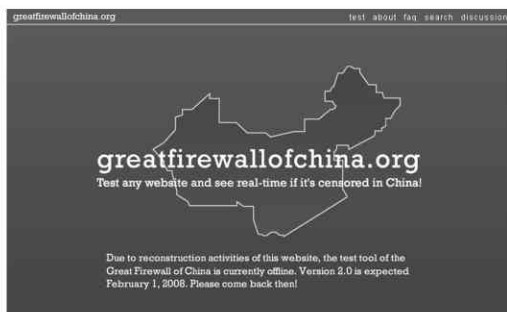 greatfirewallofchina.org
test about faq search discussion
greatfirewallofchina.org
Test any website and see real-time if it's censored in China!
Due to reconstruction activities of this website, the test tool of the
Great Firewall of China is currently offline. Version 2.0 is expected
February 1, 2008. Please come back then!